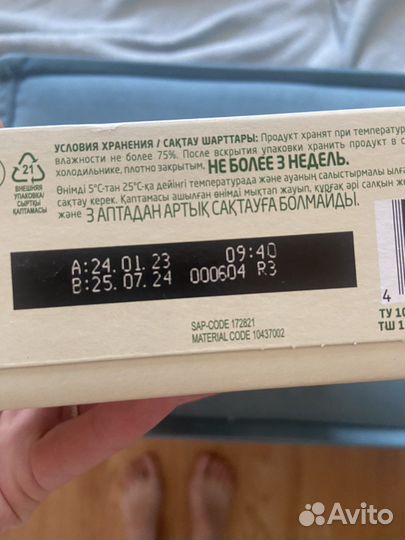 УСЛОВИЯ ХРАНЕНИЯ / САҚТАУ ШАРТТАРЫ: Продукт хранят при температур
влажности не более 75%. После вскрытия упаковки хранить продукт в с
холодильнике, плотно закрытым, НЕ БОЛЕЕ 3 НЕДЕЛЬ.
Өнімді 5°С-тан 25°С-қа дейінгі температурада және ауаның салыстырмалы ылғ
сақтау керек. Қаптамасы ашылған өнімді мықтап жауып, құрғақ әрі салқын же
және 3 АПТАДАН АРТЫҚ САҚТАУҒА БОЛМАЙДЫ.
21
ВНЕШНЯЯ
УПАКОВКА/
СЫРТҚЫ
ҚАПТАМАСЫ
A:24.01.23 09:40
B:25.07.24 000604 R3
SAP-CODE 172821
MATERIAL CODE 10437002
4
ТУ 10
ТШ 1
Avito